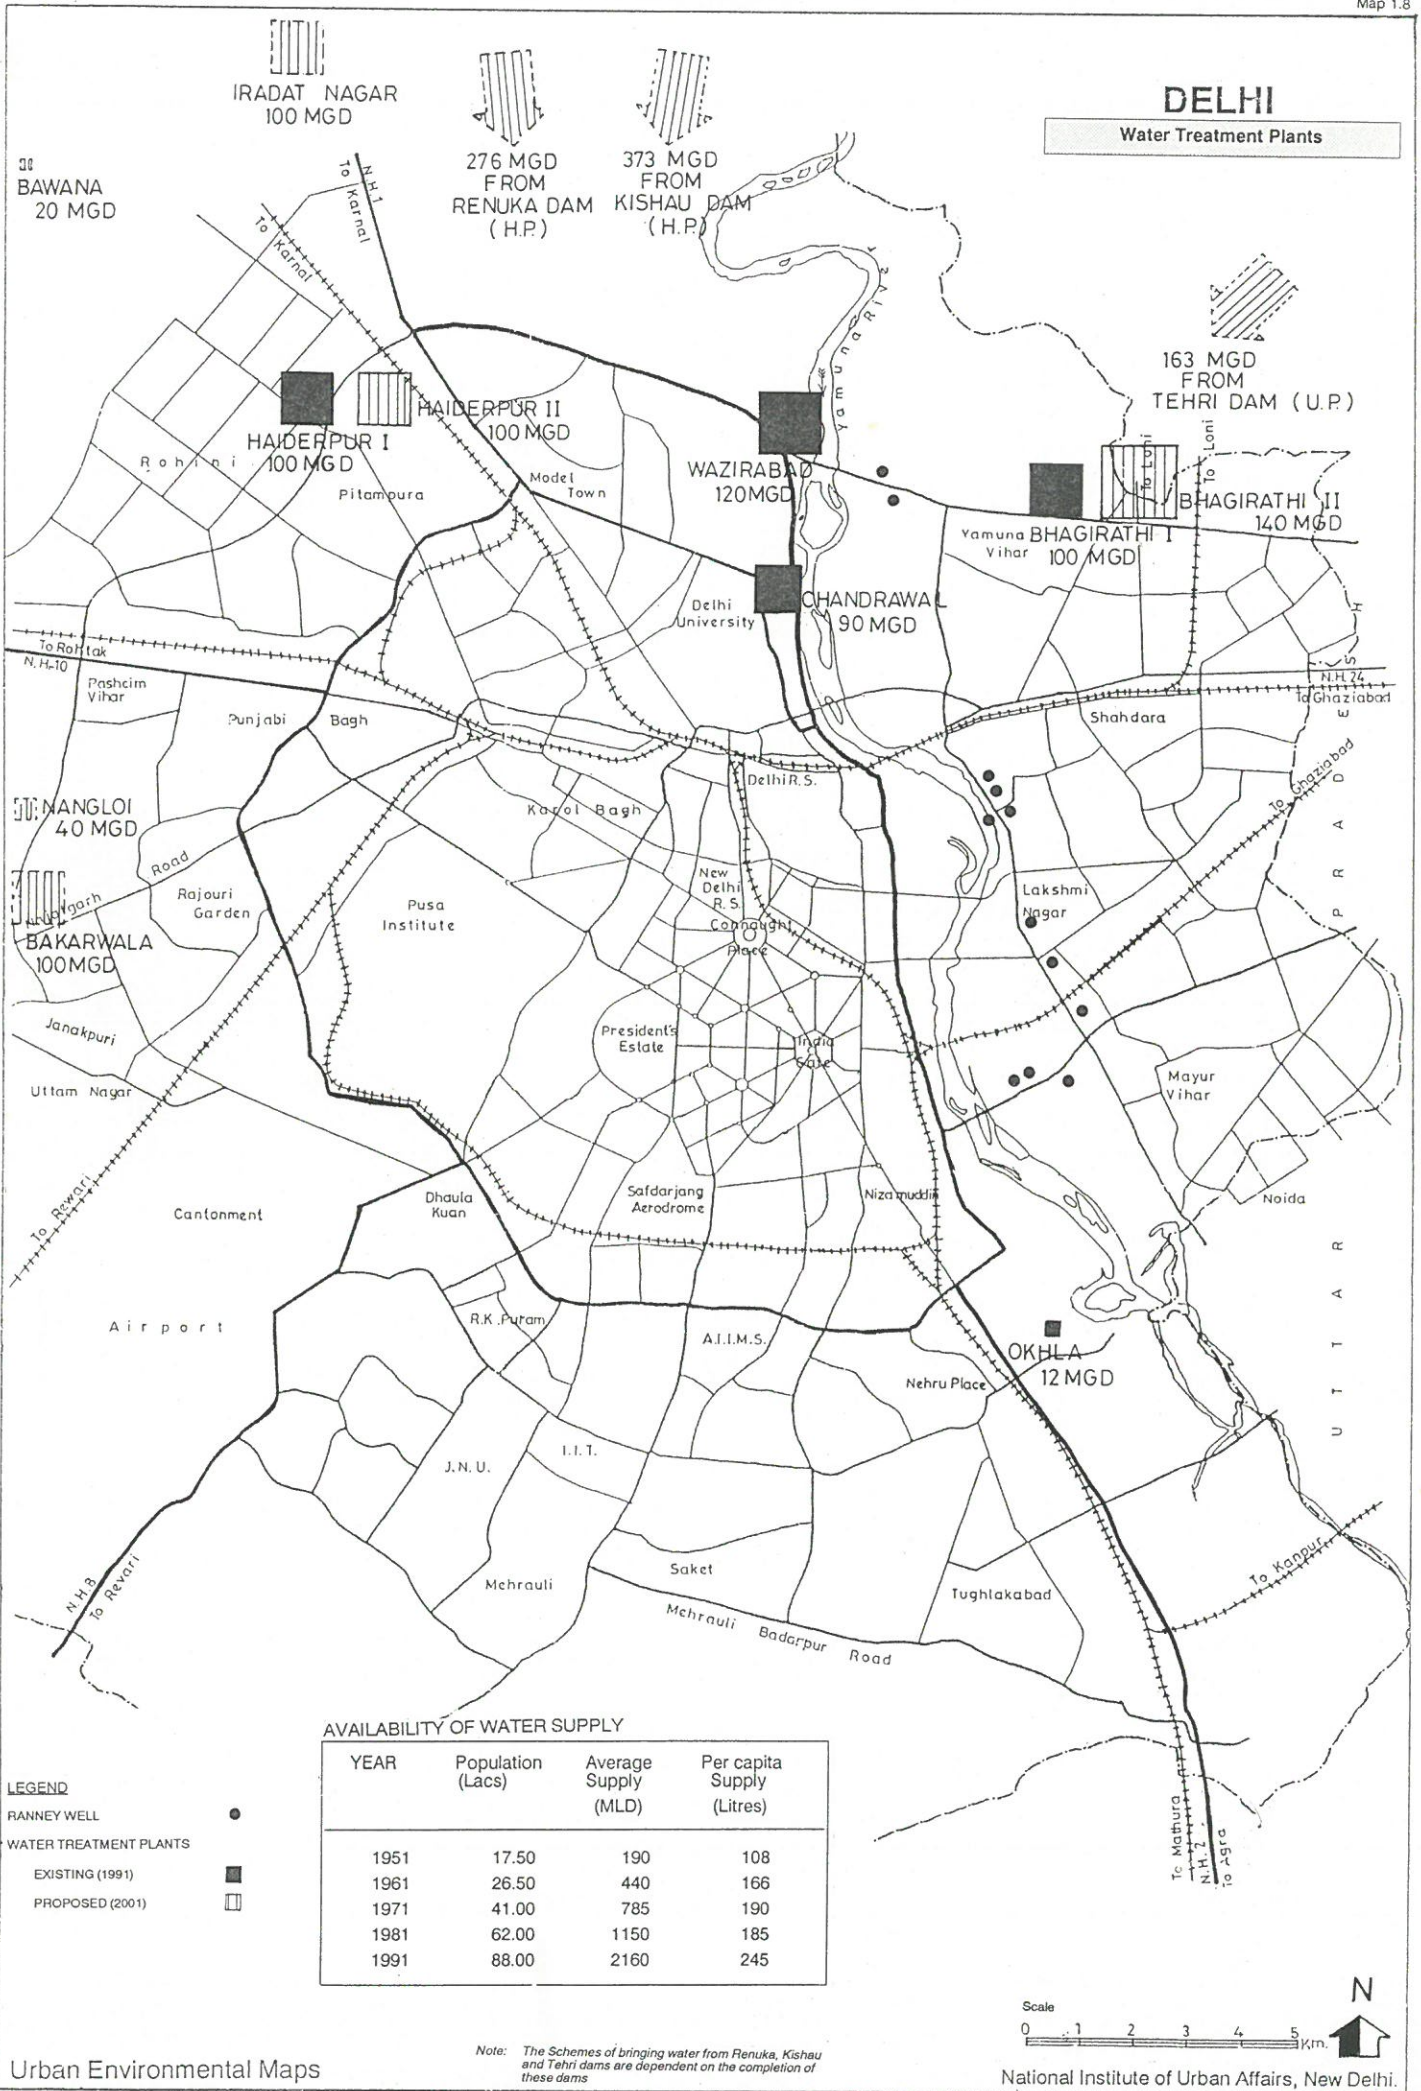 Map 1.8
DELHI
Water Treatment Plants
IRADAT NAGAR
100 MGD
276 MGD
FROM
RENUKA DAM
(H.P.)
373 MGD
FROM
KISHAU DAM
(H.P.)
BAWANA
20 MGD
N.H.1
To Karnal
To Karnal
Yamuna River
163 MGD
FROM
TEHRI DAM (U.P.)
HAIDERPUR II
100 MGD
HAIDERPUR I
100 MGD
Rohini
Pitampura
Model
Town
WAZIRABAD
120MGD
To Loni
To Loni
BHAGIRATHI II
140 MGD
Yamuna
Vihar
BHAGIRATHI I
100 MGD
Delhi
University
CHANDRAWAL
90 MGD
To Rohtak
N.H-10
Pashcim
Vihar
Punjabi Bagh
N.H. 24
To Ghaziabad
Shahdara
Delhi R.S.
To Ghaziabad
NANGLOI
40 MGD
Karol Bagh
Najafgarh Road
Rajouri
Garden
Pusa
Institute
New
Delhi
R.S.
Connaught
Place
Lakshmi
Nagar
BAKARWALA
100MGD
Janakpuri
President's
Estate
India
Gate
Uttam Nagar
Mayur
Vihar
UTTAR PRADESH
To Rewari
Cantonment
Dhaula
Kuan
Safdarjang
Aerodrome
Nizamuddin
Noida
Airport
R.K. Puram
A.I.I.M.S.
OKHLA
12 MGD
Nehru Place
J.N.U.
I.I.T.
N.H.8
To Revari
Mehrauli
Saket
Tughlakabad
To Kanpur
Mehrauli Badarpur Road
To Mathura
N.H. 2
To Agra
AVAILABILITY OF WATER SUPPLY
YEAR Population Average Per capita
(Lacs) Supply Supply
(MLD) (Litres)
1951 17.50 190 108
1961 26.50 440 166
1971 41.00 785 190
1981 62.00 1150 185
1991 88.00 2160 245
LEGEND
RANNEY WELL
WATER TREATMENT PLANTS
EXISTING (1991)
PROPOSED (2001)
N
Scale
0 1 2 3 4 5 Km.
Note: The Schemes of bringing water from Renuka, Kishau
and Tehri dams are dependent on the completion of
these dams
Urban Environmental Maps
National Institute of Urban Affairs, New Delhi.